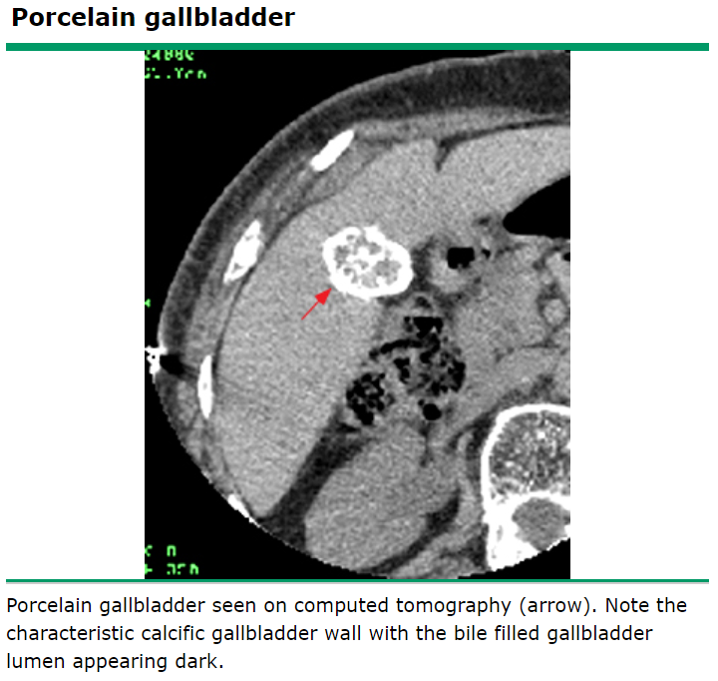 Porcelain gallbladder
Porcelain gallbladder seen on computed tomography (arrow). Note the
characteristic calcific gallbladder wall with the bile filled gallbladder
lumen appearing dark.